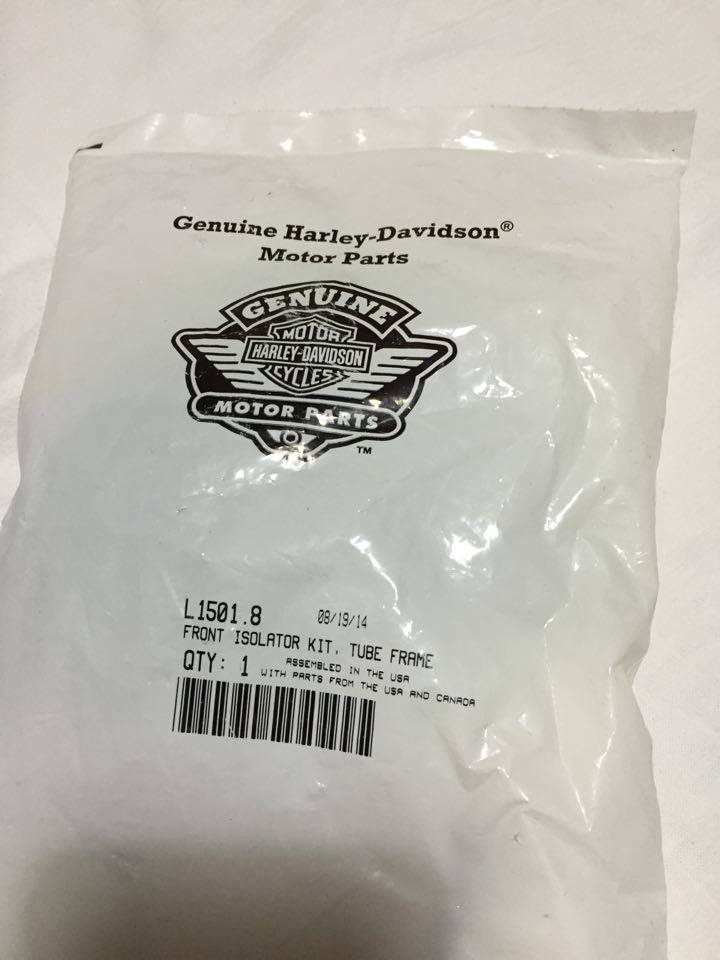 Genuine Harley-Davidson®
Motor Parts
GENUINE
MOTOR
HARLEY-DAVIDSON
CYCLES
MOTOR PARTS
TM
L1501.8 08/19/14
FRONT ISOLATOR KIT, TUBE FRAME
QTY: 1 ASSEMBLED IN THE USA
WITH PARTS FROM THE USA AND CANADA